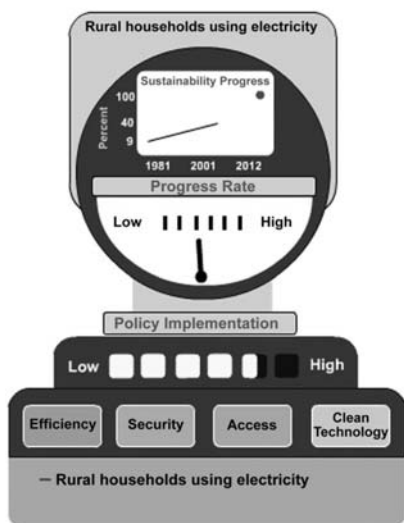 Rural households using electricity
Sustainability Progress
Percent
100
40
9
1981 2001 2012
Progress Rate
Low High
Policy Implementation
Low High
Efficiency Security Access Clean
Technology
— Rural households using electricity